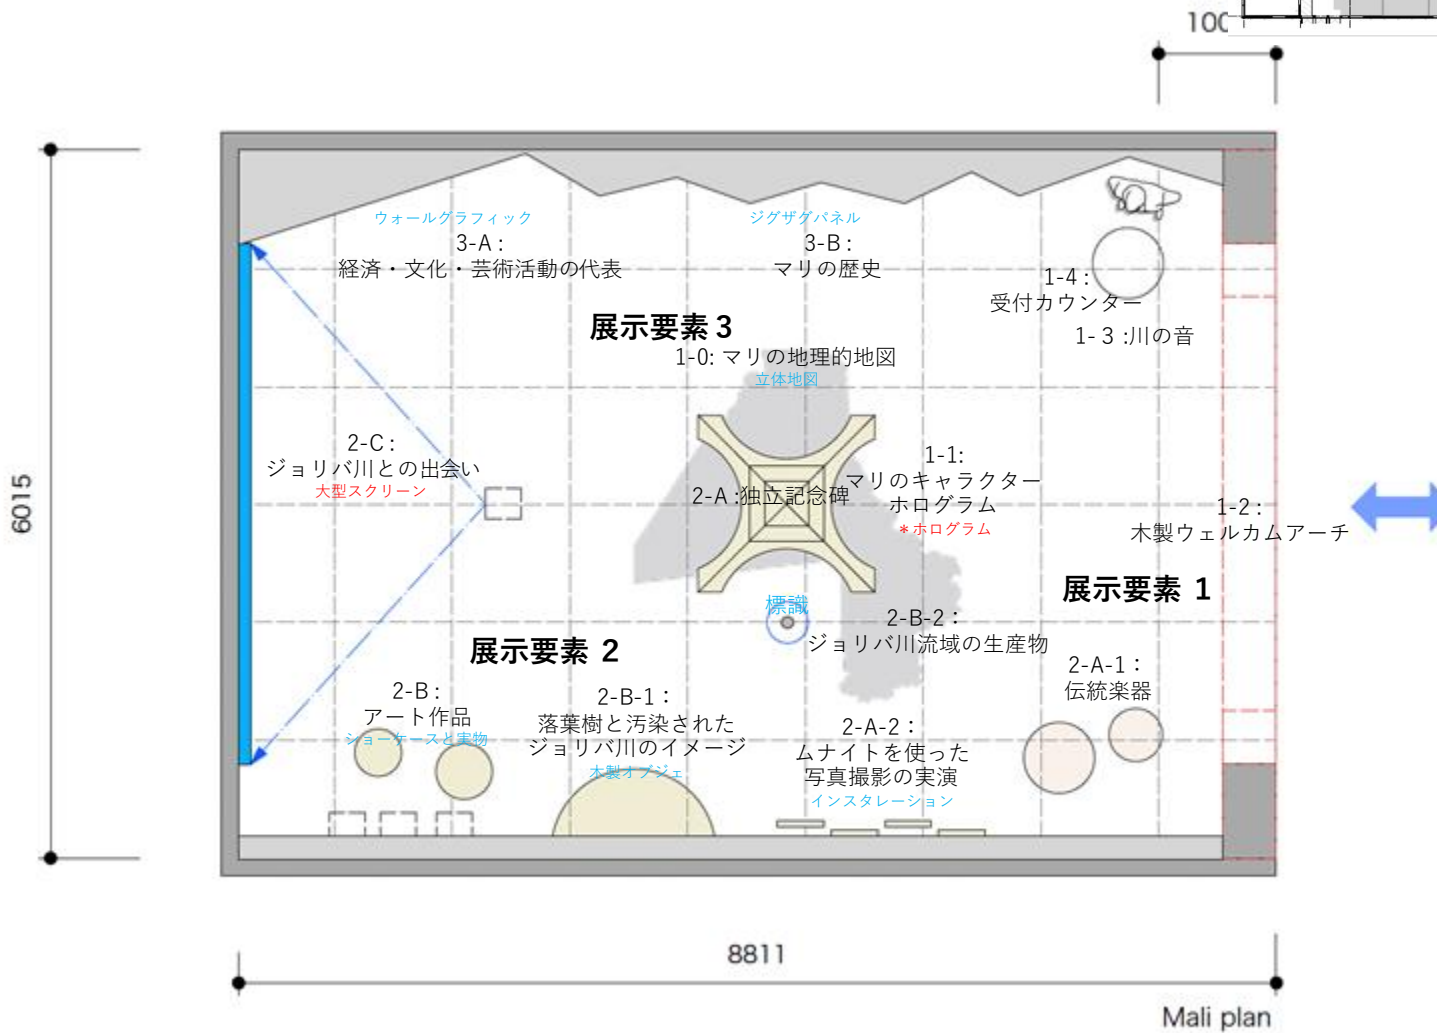 100
ウォールグラフィック
3-A：
経済・文化・芸術活動の代表
ジグザグパネル
3-B：
マリの歴史
1-4：
受付カウンター
1-３:川の音
展示要素３
1-0: マリの地理的地図
立体地図
2-C：
ジョリバ川との出会い
大型スクリーン
2-A :独立記念碑
1-1:
マリのキャラクター
ホログラム
＊ホログラム
1-2：
木製ウェルカムアーチ
6015
展示要素 1
標識
2-B-2：
ジョリバ川流域の生産物
展示要素 2
2-A-1：
伝統楽器
2-B：
アート作品
ショーケースと実物
2-B-1：
落葉樹と汚染された
ジョリバ川のイメージ
木製オブジェ
2-A-2：
ムナイトを使った
写真撮影の実演
インスタレーション
8811
Mali plan